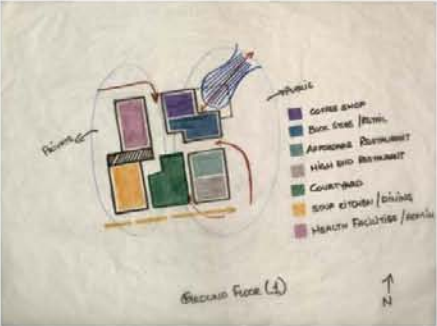 PRIVATE
PUBLIC
COFFEE SHOP
BOOK STORE / RETAIL
AFFORDABLE RESTAURANT
HIGH END RESTAURANT
COURTYARD
SOUP KITCHEN / DINING
HEALTH FACILITIES / ADMIN
GROUND FLOOR (1)
N